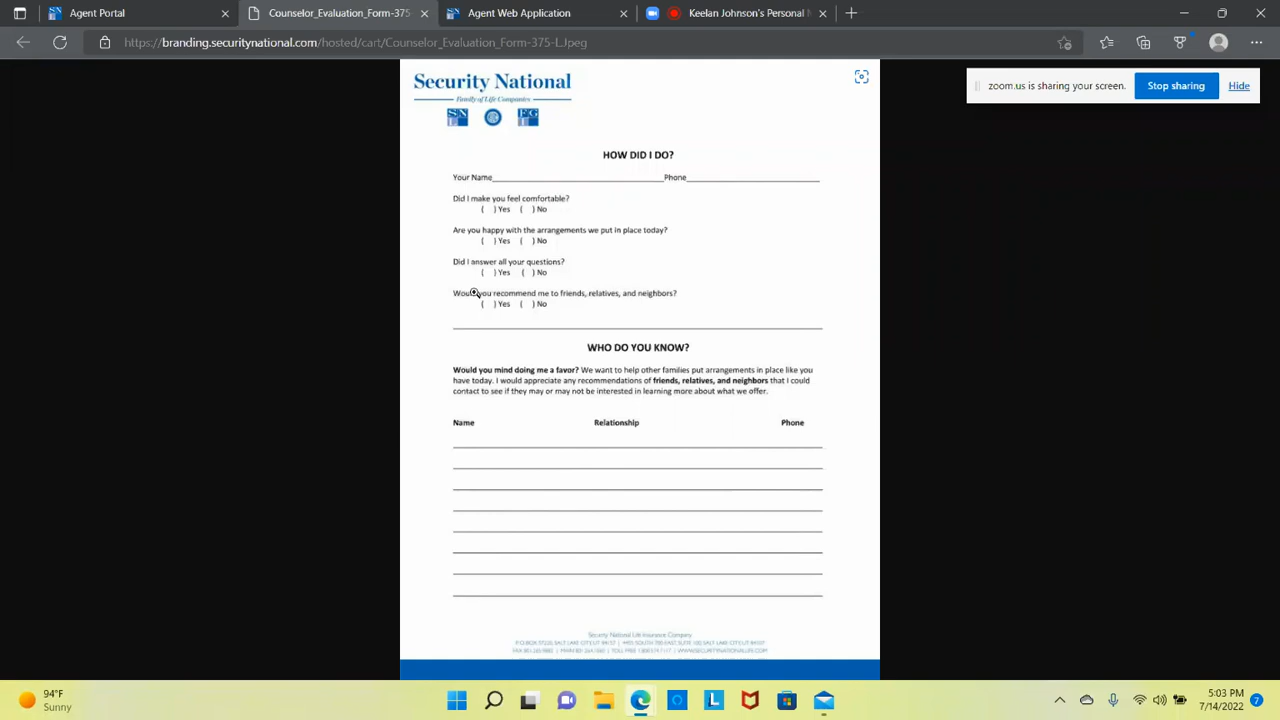 Agent Portal
Counselor_Evaluation_Form-375
Agent Web Application
Keelan Johnson's Personal
https://branding.securitynational.com/hosted/cart/Counselor_Evaluation_Form-375-L.jpeg
zoom.us is sharing your screen. Stop sharing Hide
Security National
Family of Life Companies
HOW DID I DO?
Your Name Phone
Did I make you feel comfortable?
( ) Yes ( ) No
Are you happy with the arrangements we put in place today?
( ) Yes ( ) No
Did I answer all your questions?
( ) Yes ( ) No
Would you recommend me to friends, relatives, and neighbors?
( ) Yes ( ) No
WHO DO YOU KNOW?
Would you mind doing me a favor? We want to help other families put arrangements in place like you
have today. I would appreciate any recommendations of friends, relatives, and neighbors that I could
contact to see if they may or may not be interested in learning more about what we offer.
Name Relationship Phone
Security National Life Insurance Company
94°F
Sunny
5:03 PM
7/14/2022
7